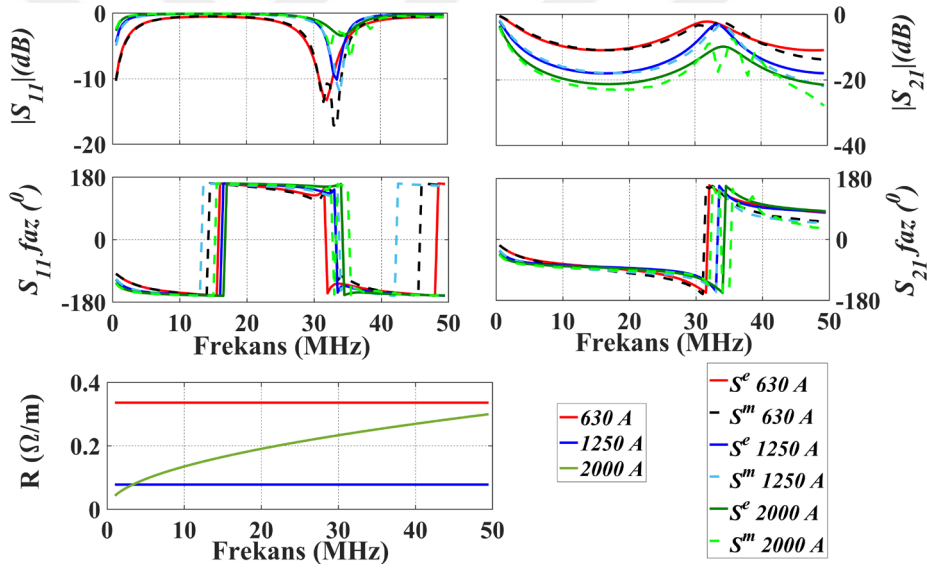 0
-10
-20
|S11|(dB)
0
-20
-40
|S21|(dB)
180
0
-180
S11 faz (0)
0 10 20 30 40 50
Frekans (MHz)
180
0
-180
S21 faz (0)
0 10 20 30 40 50
Frekans (MHz)
0.4
0.2
0
R (Ω/m)
0 10 20 30 40 50
Frekans (MHz)
630 A
1250 A
2000 A
Se 630 A
Sm 630 A
Se 1250 A
Sm 1250 A
Se 2000 A
Sm 2000 A